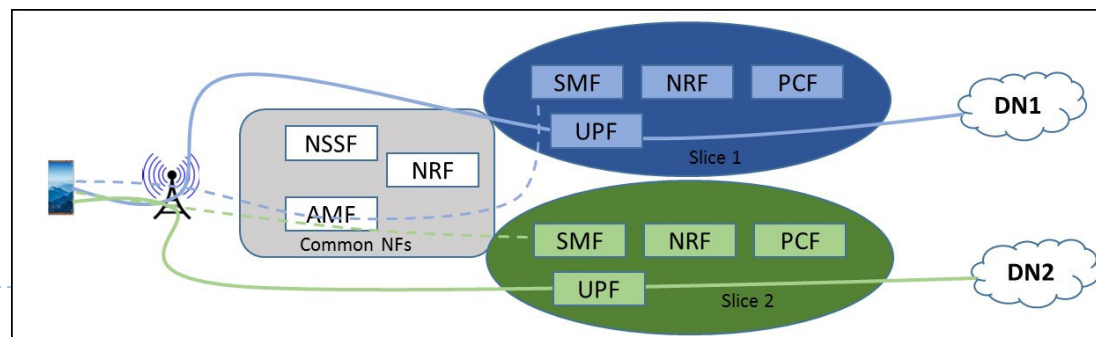 SMF
NRF
PCF
DN1
NSSF
UPF
NRF
Slice 1
AMF
Common NFs
SMF
NRF
PCF
DN2
UPF
Slice 2